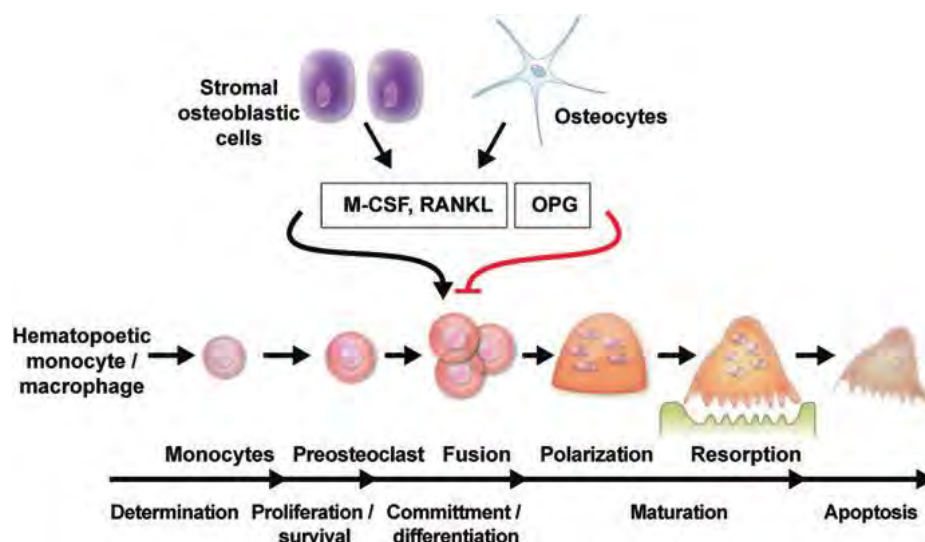 Stromal
osteoblastic
cells
Osteocytes
M-CSF, RANKL
OPG
Hematopoetic
monocyte /
macrophage
Monocytes
Preosteoclast
Fusion
Polarization
Resorption
Determination
Proliferation /
survival
Committment /
differentiation
Maturation
Apoptosis